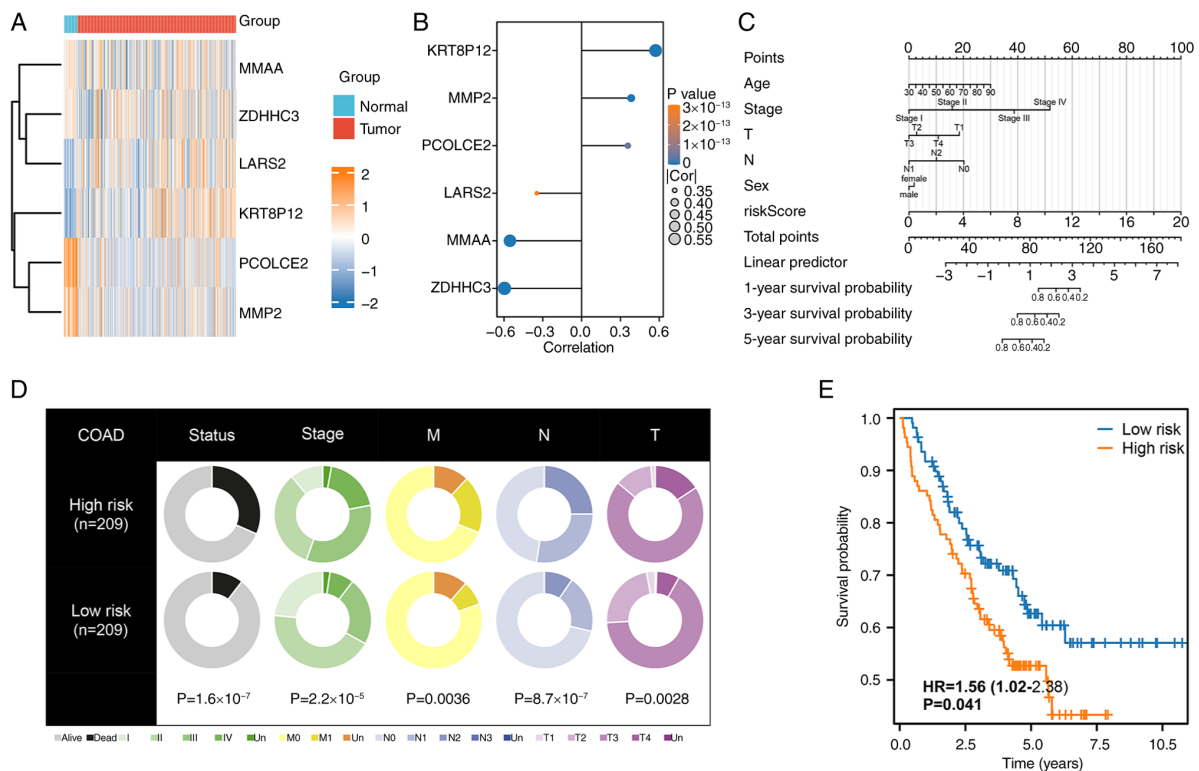 A
Group
MMAA
ZDHHC3
LARS2
KRT8P12
PCOLCE2
MMP2
Group
Normal
Tumor
2
1
0
−1
−2
B
KRT8P12
MMP2
PCOLCE2
LARS2
MMAA
ZDHHC3
−0.6 −0.3 0.0 0.3 0.6
Correlation
P value
3×10⁻¹³
2×10⁻¹³
1×10⁻¹³
0
|Cor|
0.35
0.40
0.45
0.50
0.55
C
Points
0 20 40 60 80 100
Age
30 40 50 60 70 80 90
Stage
Stage II Stage IV
Stage I Stage III
T
T2 T1
T3 T4
N
N2
N1 N0
Sex
female
male
riskScore
0 4 8 12 16 20
Total points
0 40 80 120 160
Linear predictor
−3 −1 1 3 5 7
1-year survival probability
0.8 0.6 0.4 0.2
3-year survival probability
0.8 0.6 0.4 0.2
5-year survival probability
0.8 0.6 0.4 0.2
D
COAD Status Stage M N T
High risk
(n=209)
Low risk
(n=209)
P=1.6×10⁻⁷ P=2.2×10⁻⁵ P=0.0036 P=8.7×10⁻⁷ P=0.0028
Alive Dead I II III IV Un M0 M1 Un N0 N1 N2 N3 Un T1 T2 T3 T4 Un
E
Survival probability
1.0
0.9
0.8
0.7
0.6
0.5
Low risk
High risk
HR=1.56 (1.02-2.38)
P=0.041
0.0 2.5 5.0 7.5 10.5
Time (years)